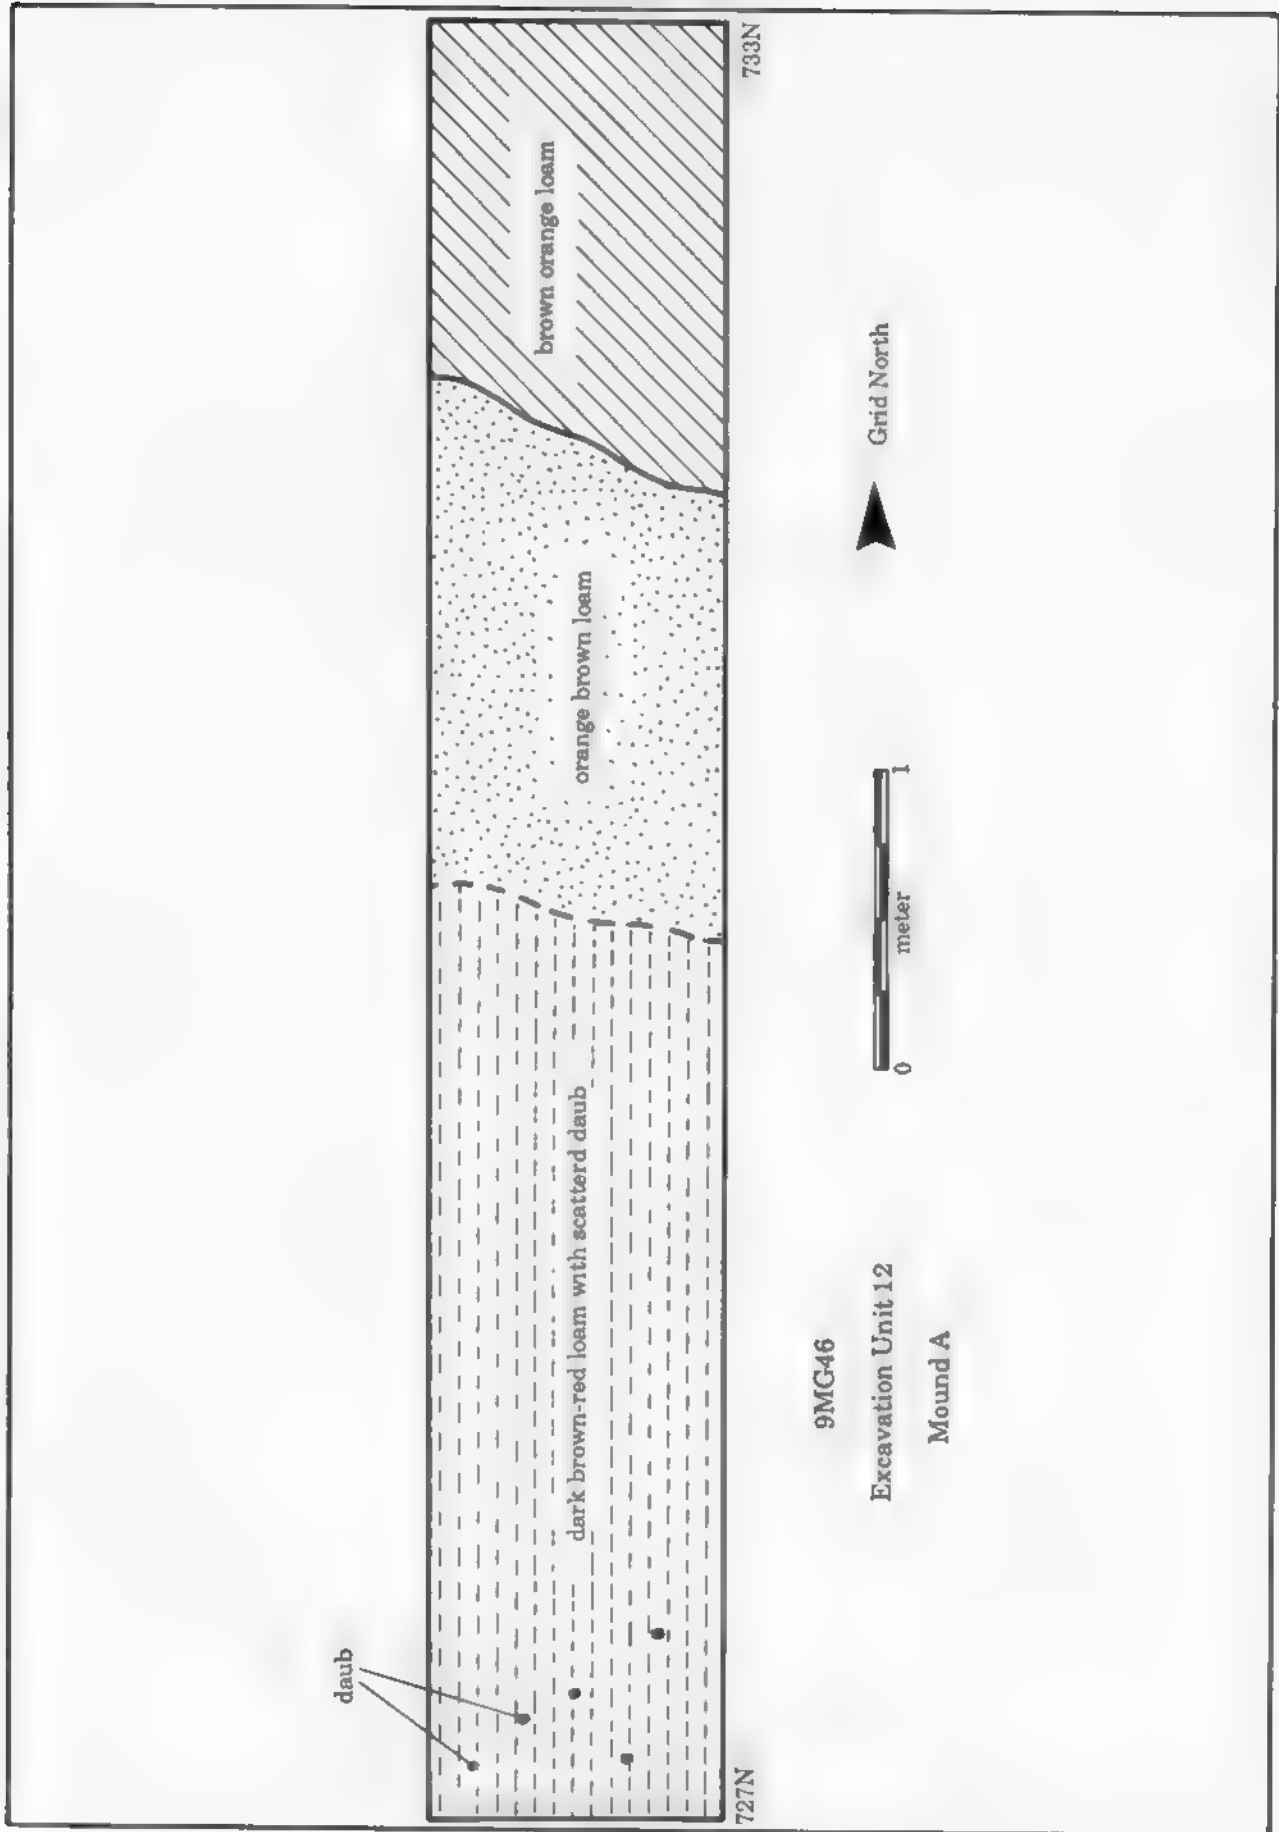 daub
dark brown-red loam with scatterd daub
orange brown loam
brown orange loam
727N
733N
9MG46
Excavation Unit 12
Mound A
0
1
meter
Grid North